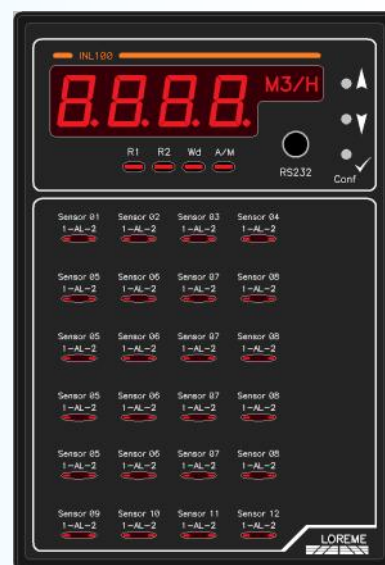 INL100
8.8.8.8 M3/H
R1 R2 Wd A/M
RS232
Conf
Sensor 01 Sensor 02 Sensor 03 Sensor 04
1-AL-2 1-AL-2 1-AL-2 1-AL-2
Sensor 05 Sensor 06 Sensor 07 Sensor 08
1-AL-2 1-AL-2 1-AL-2 1-AL-2
Sensor 05 Sensor 06 Sensor 07 Sensor 08
1-AL-2 1-AL-2 1-AL-2 1-AL-2
Sensor 05 Sensor 06 Sensor 07 Sensor 08
1-AL-2 1-AL-2 1-AL-2 1-AL-2
Sensor 05 Sensor 06 Sensor 07 Sensor 08
1-AL-2 1-AL-2 1-AL-2 1-AL-2
Sensor 09 Sensor 10 Sensor 11 Sensor 12
1-AL-2 1-AL-2 1-AL-2 1-AL-2
LOREME